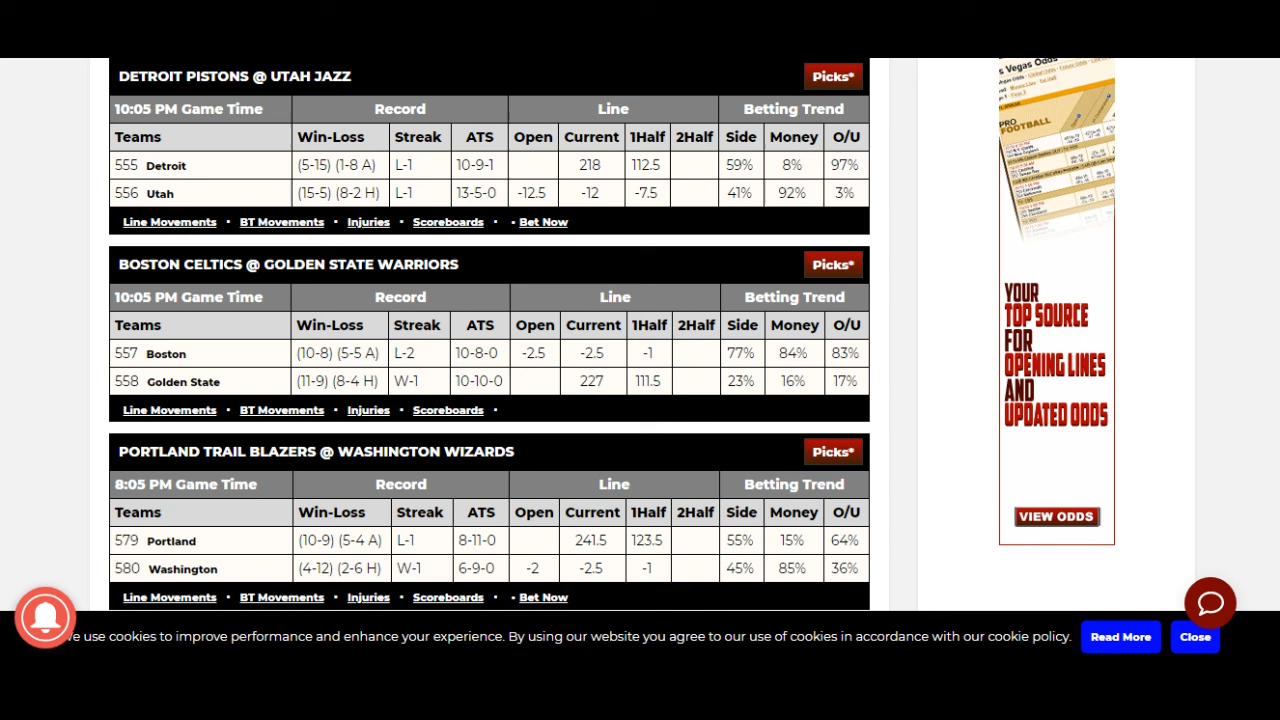 DETROIT PISTONS @ UTAH JAZZ Picks*
10:05 PM Game Time Record Line Betting Trend
Teams Win-Loss Streak ATS Open Current 1Half 2Half Side Money O/U
555 Detroit (5-15) (1-8 A) L-1 10-9-1 218 112.5 59% 8% 97%
556 Utah (15-5) (8-2 H) L-1 13-5-0 -12.5 -12 -7.5 41% 92% 3%
Line Movements • BT Movements • Injuries • Scoreboards • • Bet Now
BOSTON CELTICS @ GOLDEN STATE WARRIORS Picks*
10:05 PM Game Time Record Line Betting Trend
Teams Win-Loss Streak ATS Open Current 1Half 2Half Side Money O/U
557 Boston (10-8) (5-5 A) L-2 10-8-0 -2.5 -2.5 -1 77% 84% 83%
558 Golden State (11-9) (8-4 H) W-1 10-10-0 227 111.5 23% 16% 17%
Line Movements • BT Movements • Injuries • Scoreboards •
PORTLAND TRAIL BLAZERS @ WASHINGTON WIZARDS Picks*
8:05 PM Game Time Record Line Betting Trend
Teams Win-Loss Streak ATS Open Current 1Half 2Half Side Money O/U
579 Portland (10-9) (5-4 A) L-1 8-11-0 241.5 123.5 55% 15% 64%
580 Washington (4-12) (2-6 H) W-1 6-9-0 -2 -2.5 -1 45% 85% 36%
Line Movements • BT Movements • Injuries • Scoreboards • • Bet Now
s Vegas Odds
PRO
FOOTBALL
YOUR
TOP SOURCE
FOR
OPENING LINES
AND
UPDATED ODDS
VIEW ODDS
e use cookies to improve performance and enhance your experience. By using our website you agree to our use of cookies in accordance with our cookie policy. Read More Close